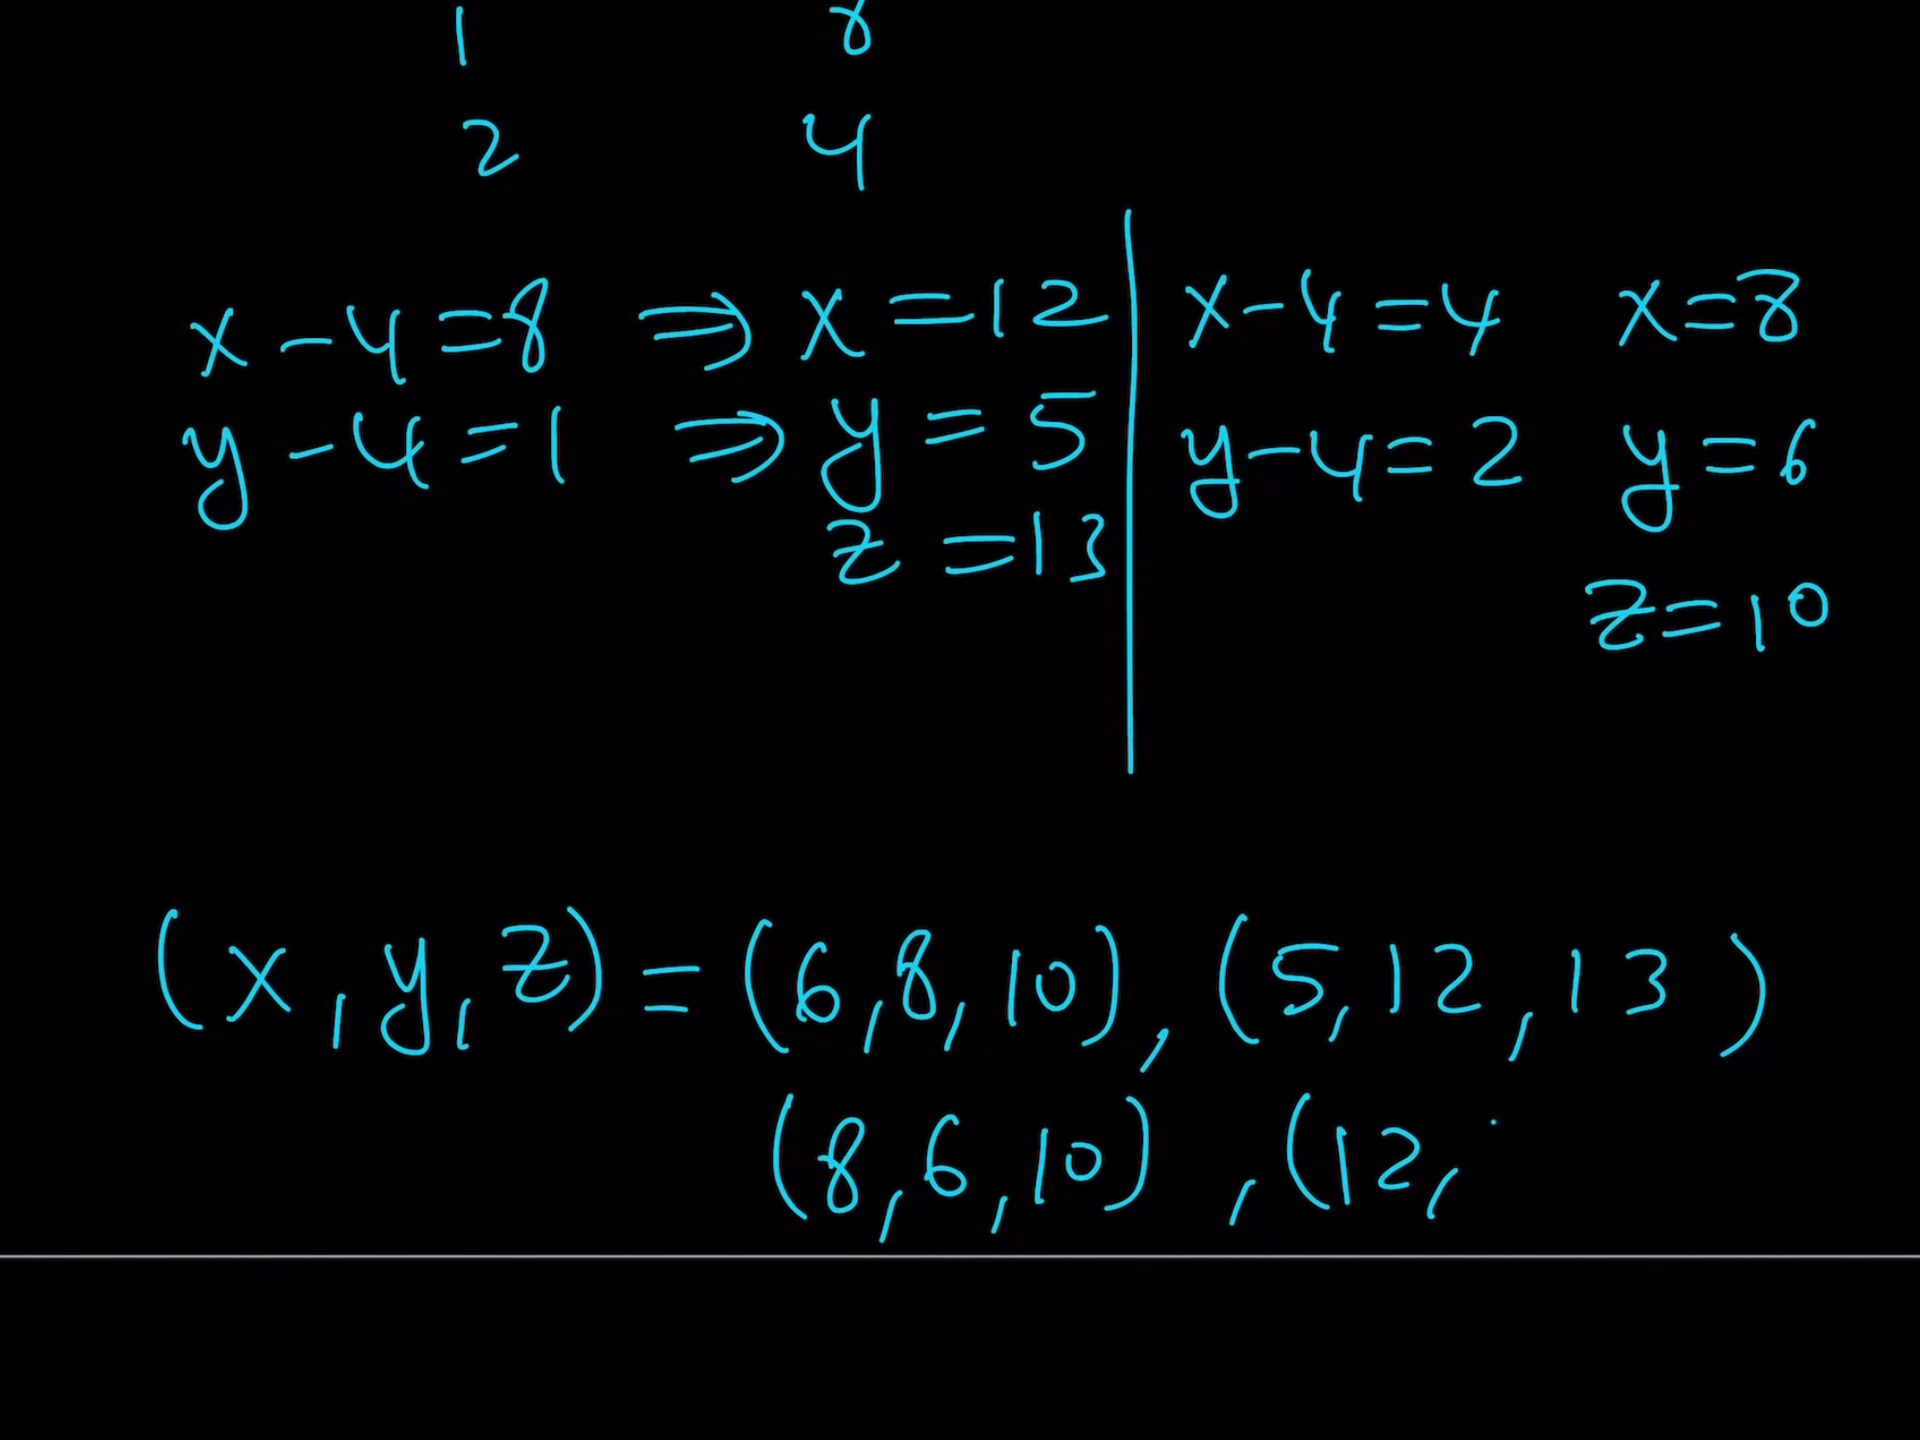 1 8
2 4
x-4=8 ⇒ x=12 x-4=4 x=8
y-4=1 ⇒ y=5 y-4=2 y=6
z=13
z=10
(x,y,z)=(6,8,10),(5,12,13)
(8,6,10),(12,